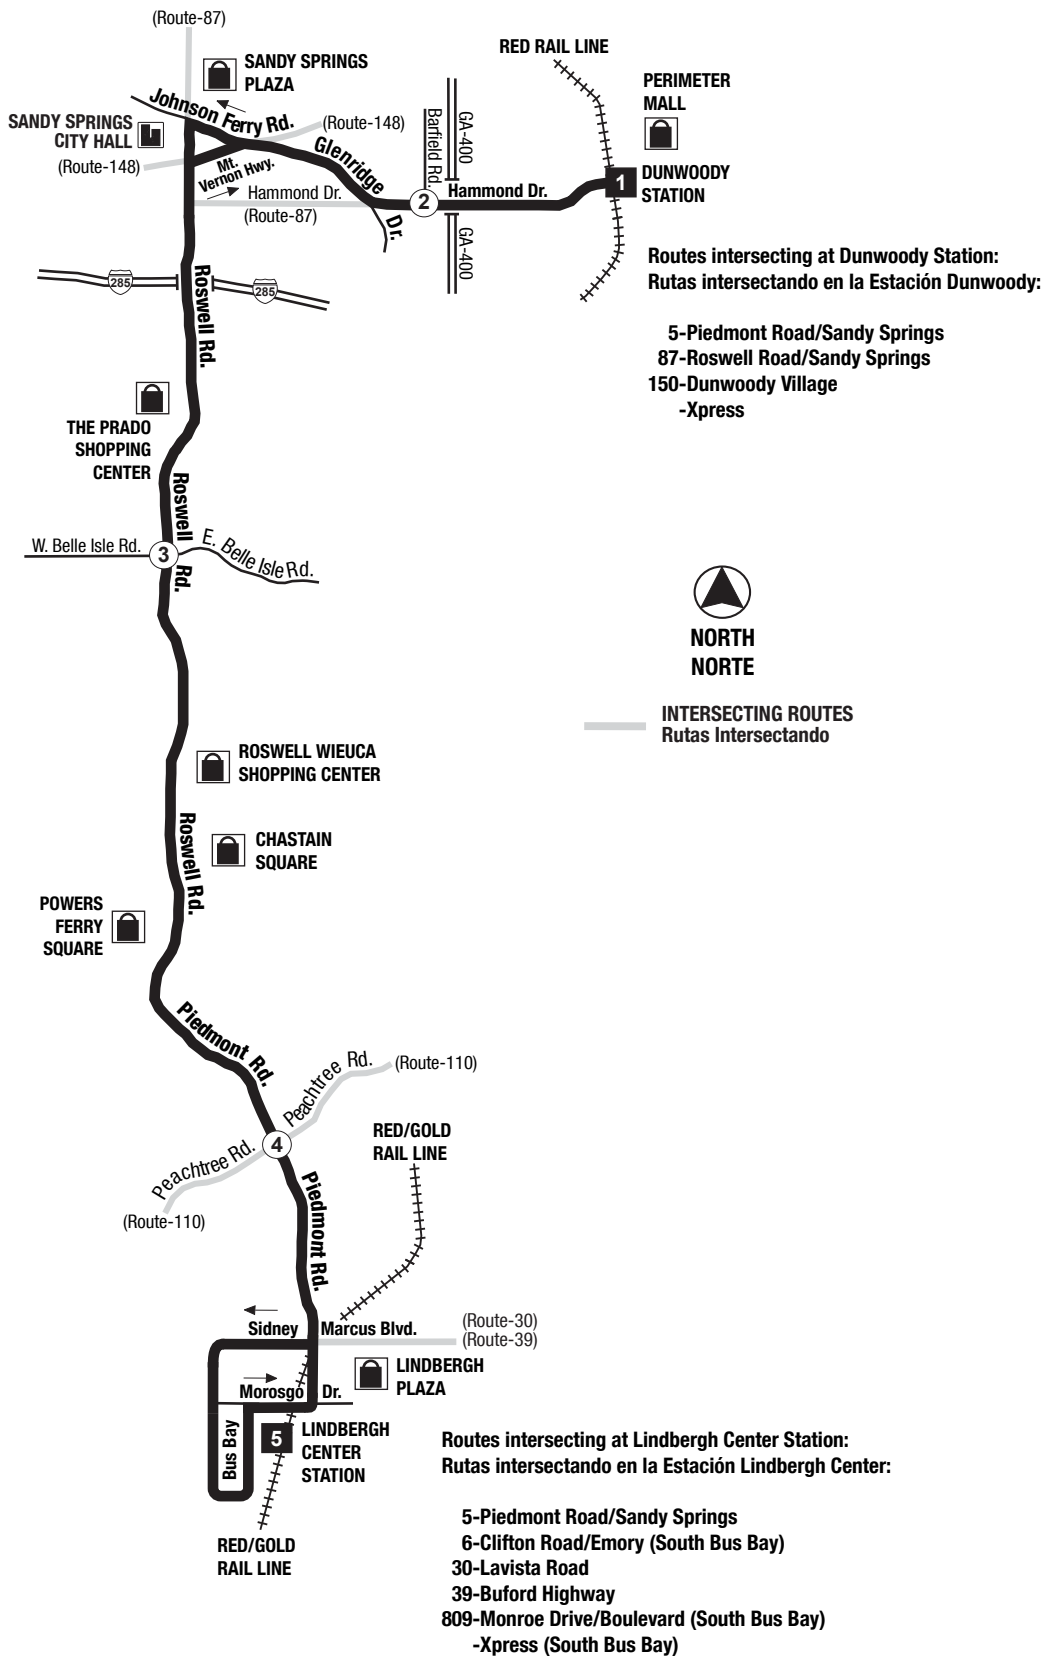 (Route-87)
SANDY SPRINGS
PLAZA
RED RAIL LINE
PERIMETER
MALL
Johnson Ferry Rd.
SANDY SPRINGS
CITY HALL
(Route-148)
(Route-148)
Glenridge
Dr.
Mt.
Vernon Hwy.
Barfield Rd.
GA-400
Hammond Dr.
(Route-87)
2
Hammond Dr.
1
DUNWOODY
STATION
GA-400
Routes intersecting at Dunwoody Station:
Rutas intersectando en la Estación Dunwoody:
5-Piedmont Road/Sandy Springs
87-Roswell Road/Sandy Springs
150-Dunwoody Village
-Xpress
285
285
Roswell Rd.
THE PRADO
SHOPPING
CENTER
Roswell
Rd.
W. Belle Isle Rd.
3
E. Belle Isle Rd.
NORTH
NORTE
INTERSECTING ROUTES
Rutas Intersectando
ROSWELL WIEUCA
SHOPPING CENTER
Roswell Rd.
CHASTAIN
SQUARE
POWERS
FERRY
SQUARE
Piedmont Rd.
Peachtree Rd.
(Route-110)
4
Peachtree Rd.
(Route-110)
RED/GOLD
RAIL LINE
Piedmont Rd.
Sidney Marcus Blvd.
(Route-30)
(Route-39)
LINDBERGH
PLAZA
Morosgo Dr.
Bus Bay
5
LINDBERGH
CENTER
STATION
RED/GOLD
RAIL LINE
Routes intersecting at Lindbergh Center Station:
Rutas intersectando en la Estación Lindbergh Center:
5-Piedmont Road/Sandy Springs
6-Clifton Road/Emory (South Bus Bay)
30-Lavista Road
39-Buford Highway
809-Monroe Drive/Boulevard (South Bus Bay)
-Xpress (South Bus Bay)